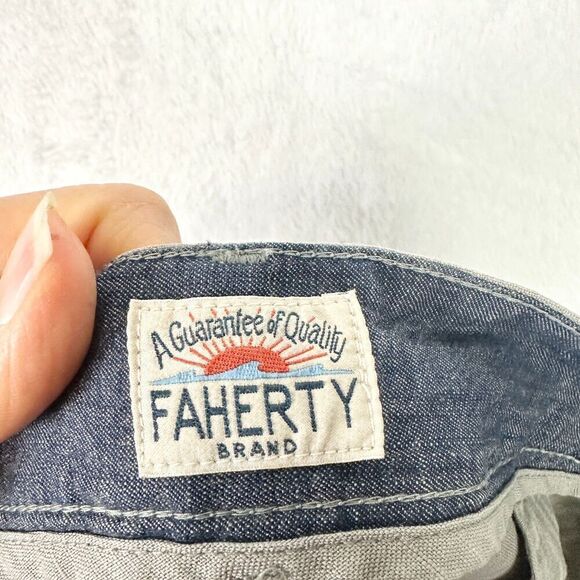 A Guarantee of Quality
FAHERTY
BRAND